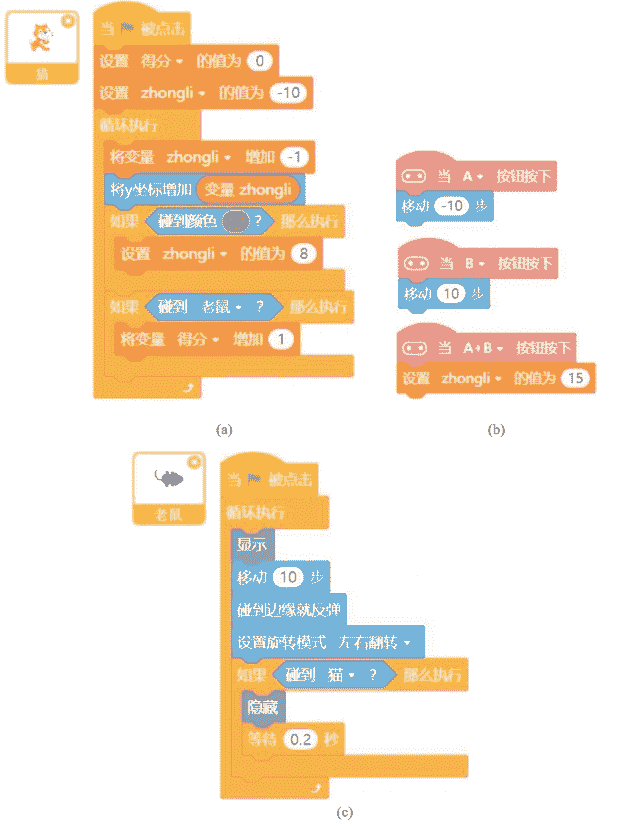 猫
当 被点击
设置 得分 的值为 0
设置 zhongli 的值为 -10
循环执行
将变量 zhongli 增加 -1
将y坐标增加 变量 zhongli
如果 碰到颜色 ? 那么执行
设置 zhongli 的值为 8
如果 碰到 老鼠 ? 那么执行
将变量 得分 增加 1
(a)
当 A 按钮按下
移动 -10 步
当 B 按钮按下
移动 10 步
当 A+B 按钮按下
设置 zhongli 的值为 15
(b)
老鼠
当 被点击
循环执行
显示
移动 10 步
碰到边缘就反弹
设置旋转模式 左右翻转
如果 碰到 猫 ? 那么执行
隐藏
等待 0.2 秒
(c)